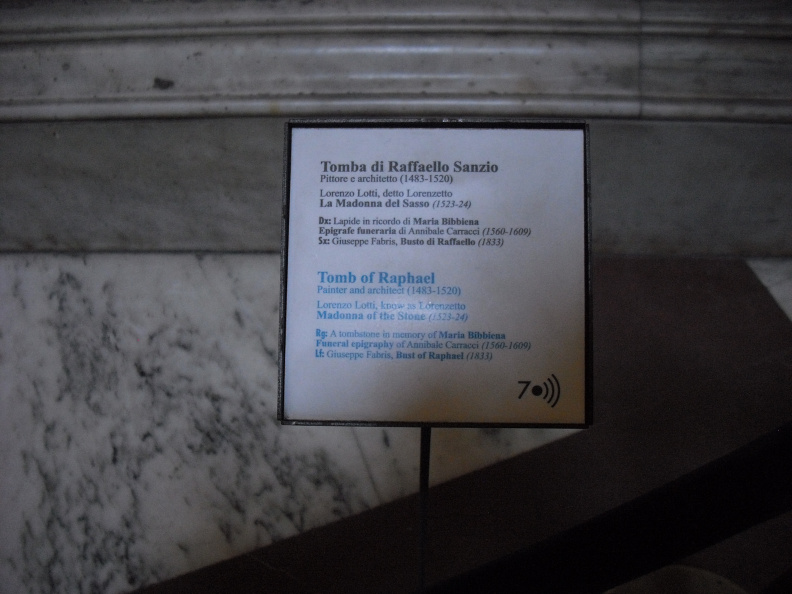 Tomba di Raffaello Sanzio
Pittore e architetto (1483-1520)
Lorenzo Lotti, detto Lorenzetto
La Madonna del Sasso (1523-24)
Dx: Lapide in ricordo di Maria Bibbiena
Epigrafe funeraria di Annibale Carracci (1560-1609)
Sx: Giuseppe Fabris, Busto di Raffaello (1833)
Tomb of Raphael
Painter and architect (1483-1520)
Lorenzo Lotti, know as Lorenzetto
Madonna of the Stone (1523-24)
Rg: A tombstone in memory of Maria Bibbiena
Funeral epigraphy of Annibale Carracci (1560-1609)
Lf: Giuseppe Fabris, Bust of Raphael (1833)
7